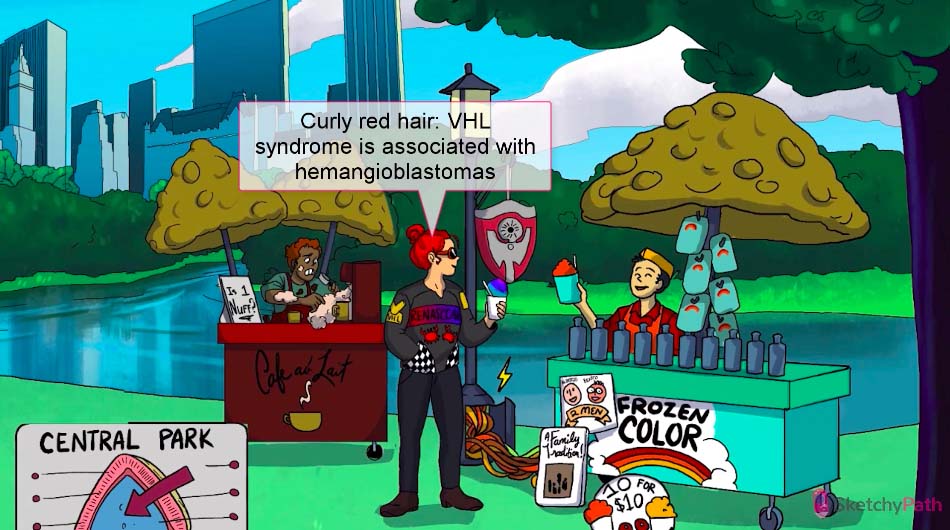 Curly red hair: VHL
syndrome is associated with
hemangioblastomas
Is 1
'Nuff?
VHL
Cafe au Lait
2 MEN
FROZEN
COLOR
A Family
Tradition!
10 FOR
$10
CENTRAL PARK
SketchyPath